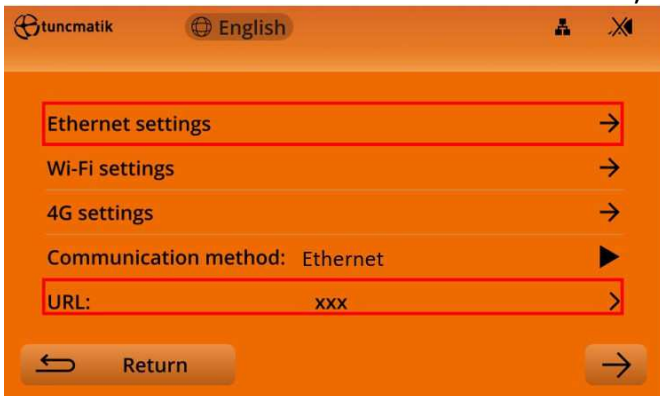 tuncmatik English
Ethernet settings
Wi-Fi settings
4G settings
Communication method: Ethernet
URL: xxx
Return